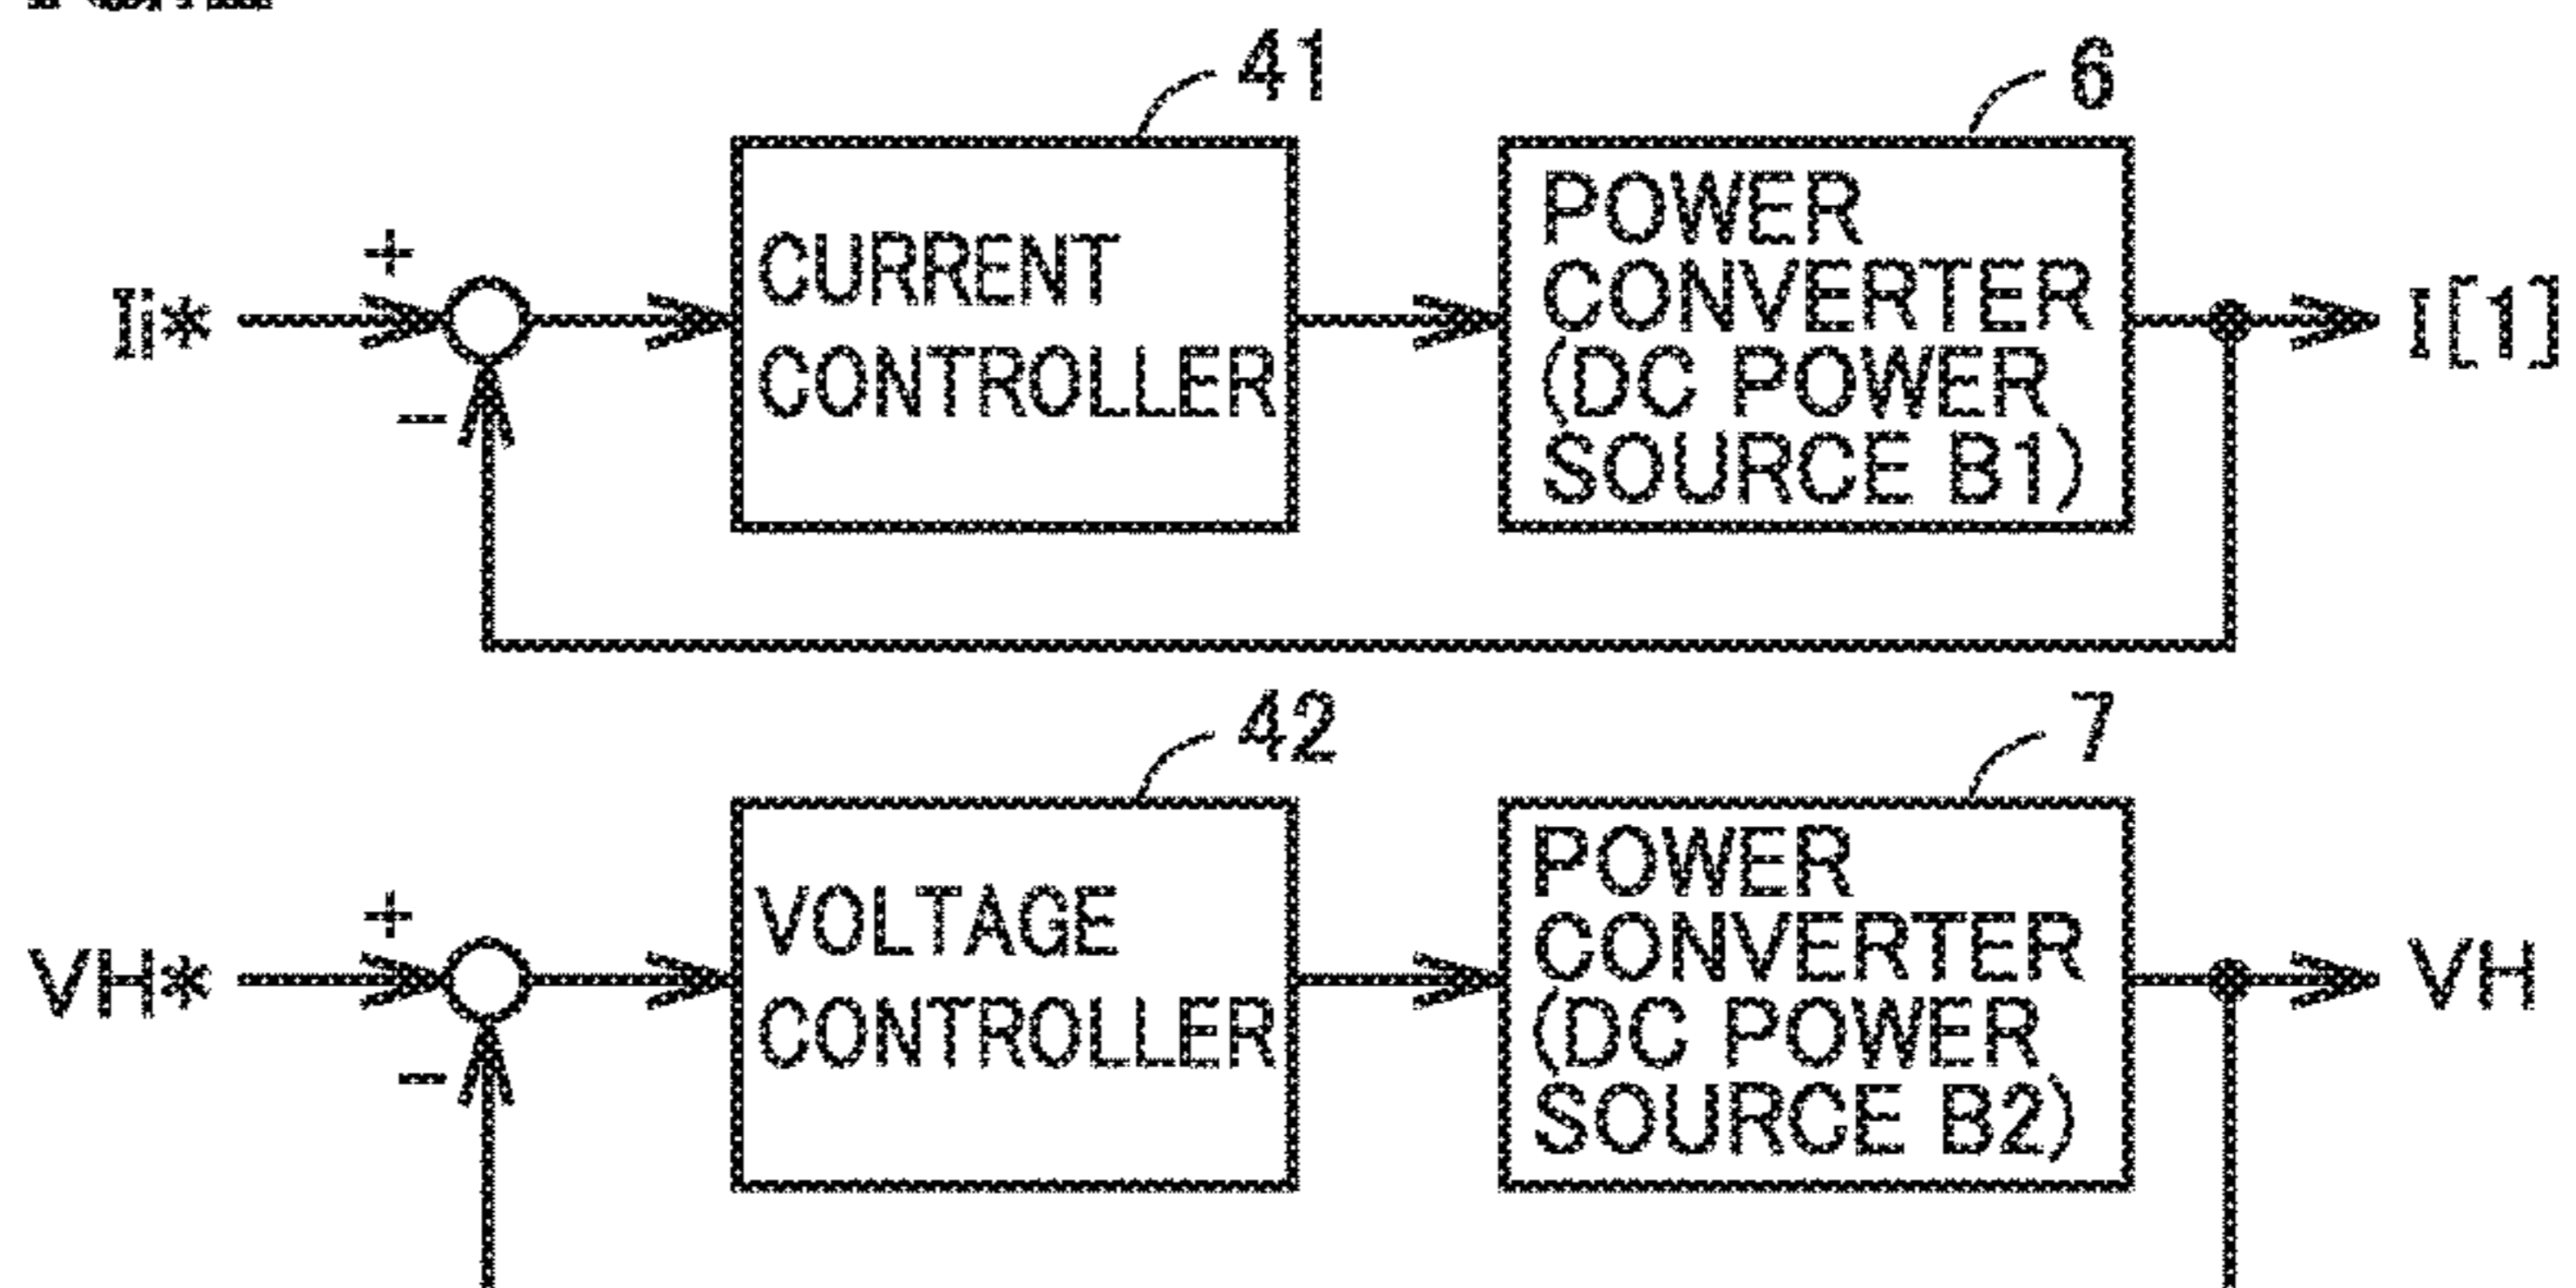 41
6
+
Ii*
CURRENT
CONTROLLER
POWER
CONVERTER
(DC POWER
SOURCE B1)
I[1]
-
42
7
+
VH*
VOLTAGE
CONTROLLER
POWER
CONVERTER
(DC POWER
SOURCE B2)
VH
-